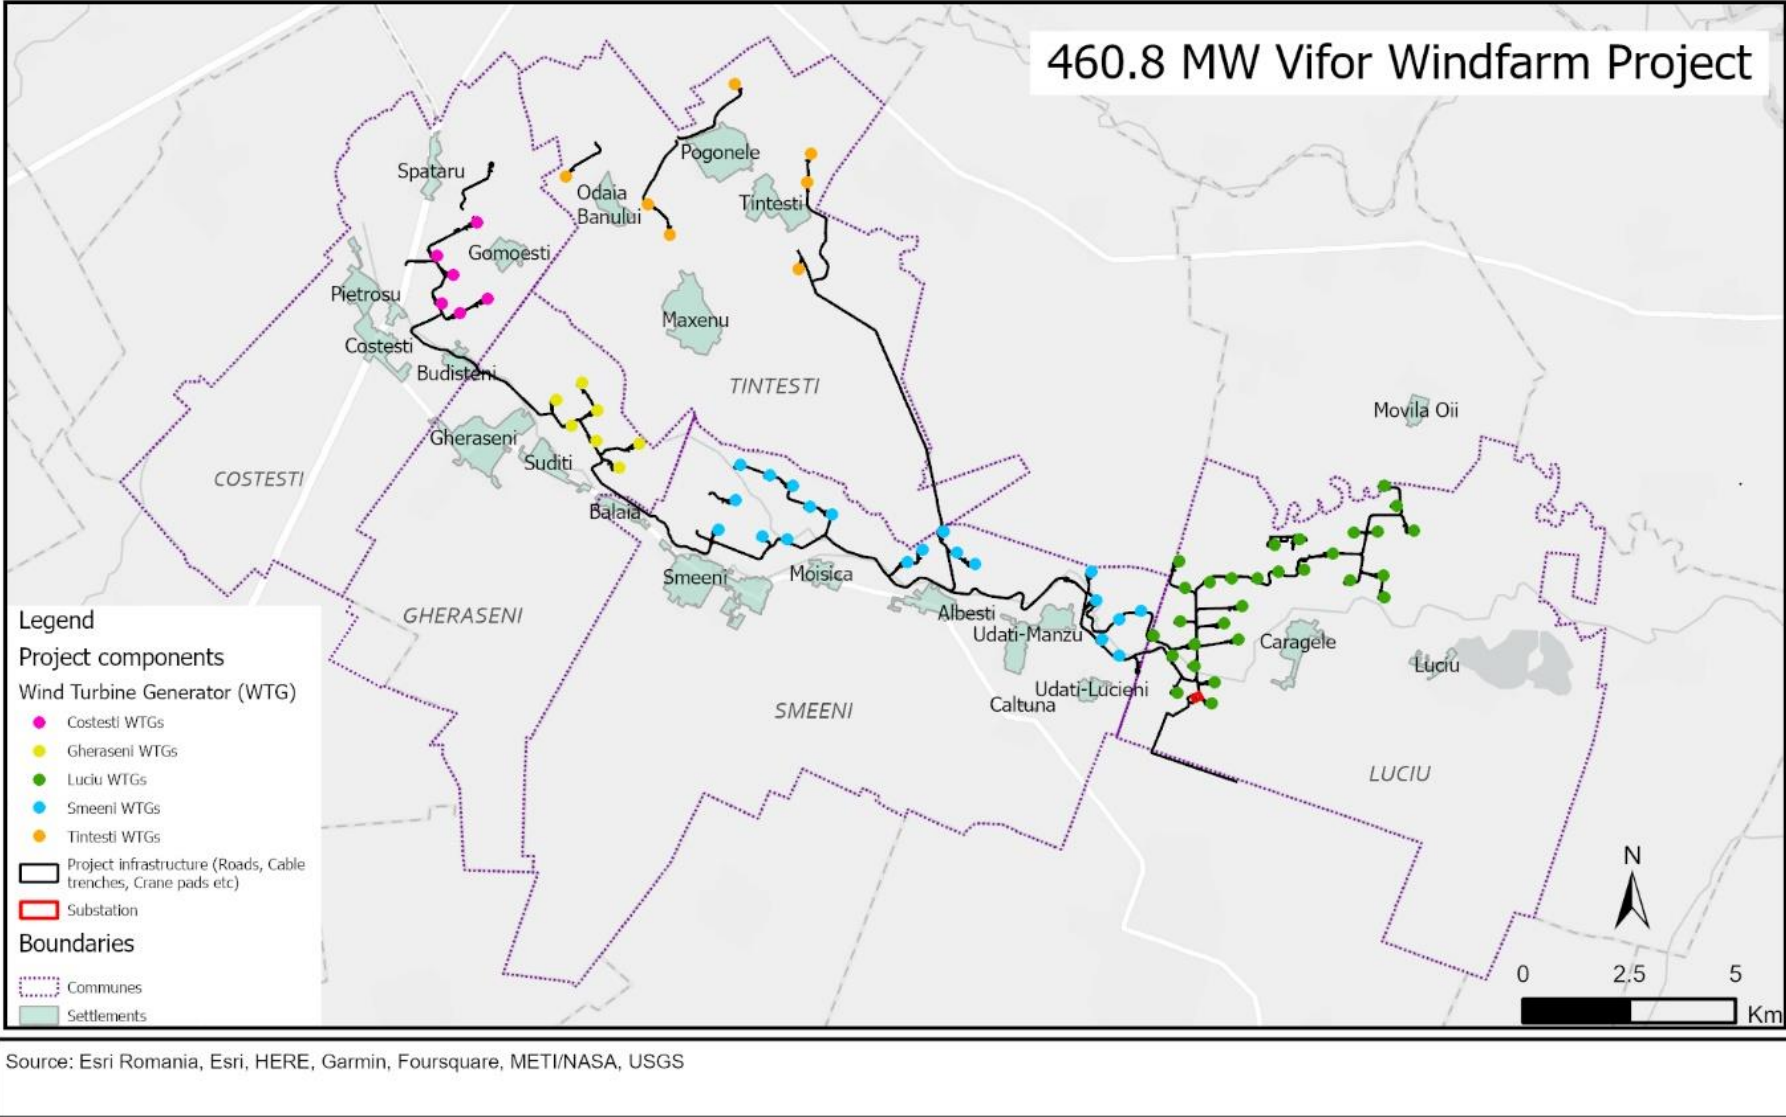 460.8 MW Vifor Windfarm Project
Spataru
Pogonele
Odaia
Banului
Tintesti
Gomoesti
Pietrosu
Maxenu
Costesti
Budisteni
TINTESTI
Movila Oii
Gheraseni
Suditi
COSTESTI
Balaia
Smeeni
Moisica
Albesti
GHERASENI
Udati-Manzu
Caragele
Luciu
Udati-Lucieni
Caltuna
SMEENI
LUCIU
Legend
Project components
Wind Turbine Generator (WTG)
Costesti WTGs
Gheraseni WTGs
Luciu WTGs
Smeeni WTGs
Tintesti WTGs
Project infrastructure (Roads, Cable
trenches, Crane pads etc)
Substation
Boundaries
Communes
Settlements
N
0 2.5 5
Km
Source: Esri Romania, Esri, HERE, Garmin, Foursquare, METI/NASA, USGS